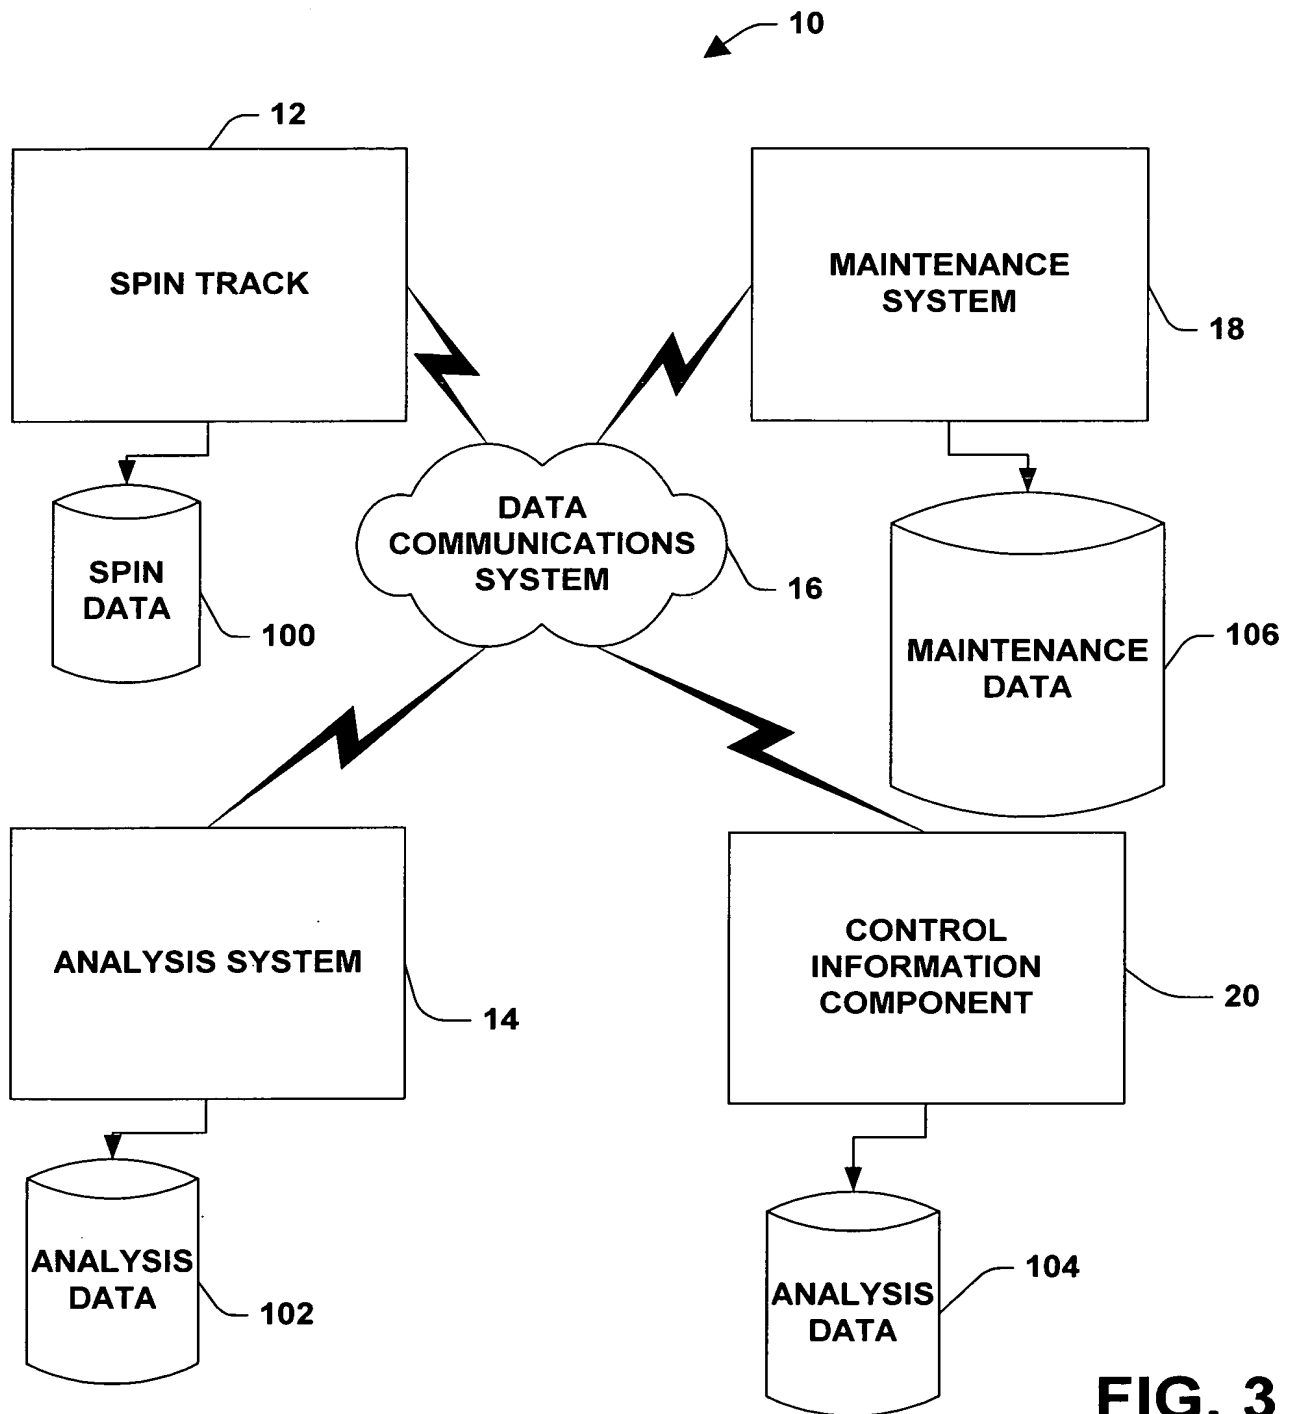 10
12
SPIN TRACK
MAINTENANCE
SYSTEM
18
DATA
COMMUNICATIONS
SYSTEM
16
SPIN
DATA
100
MAINTENANCE
DATA
106
ANALYSIS SYSTEM
14
CONTROL
INFORMATION
COMPONENT
20
ANALYSIS
DATA
102
ANALYSIS
DATA
104
FIG. 3